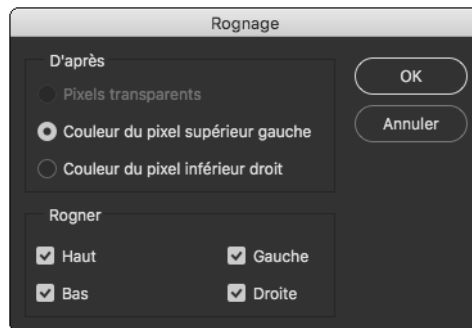 Rognage
D'après
Pixels transparents
Couleur du pixel supérieur gauche
Couleur du pixel inférieur droit
OK
Annuler
Rogner
Haut
Gauche
Bas
Droite